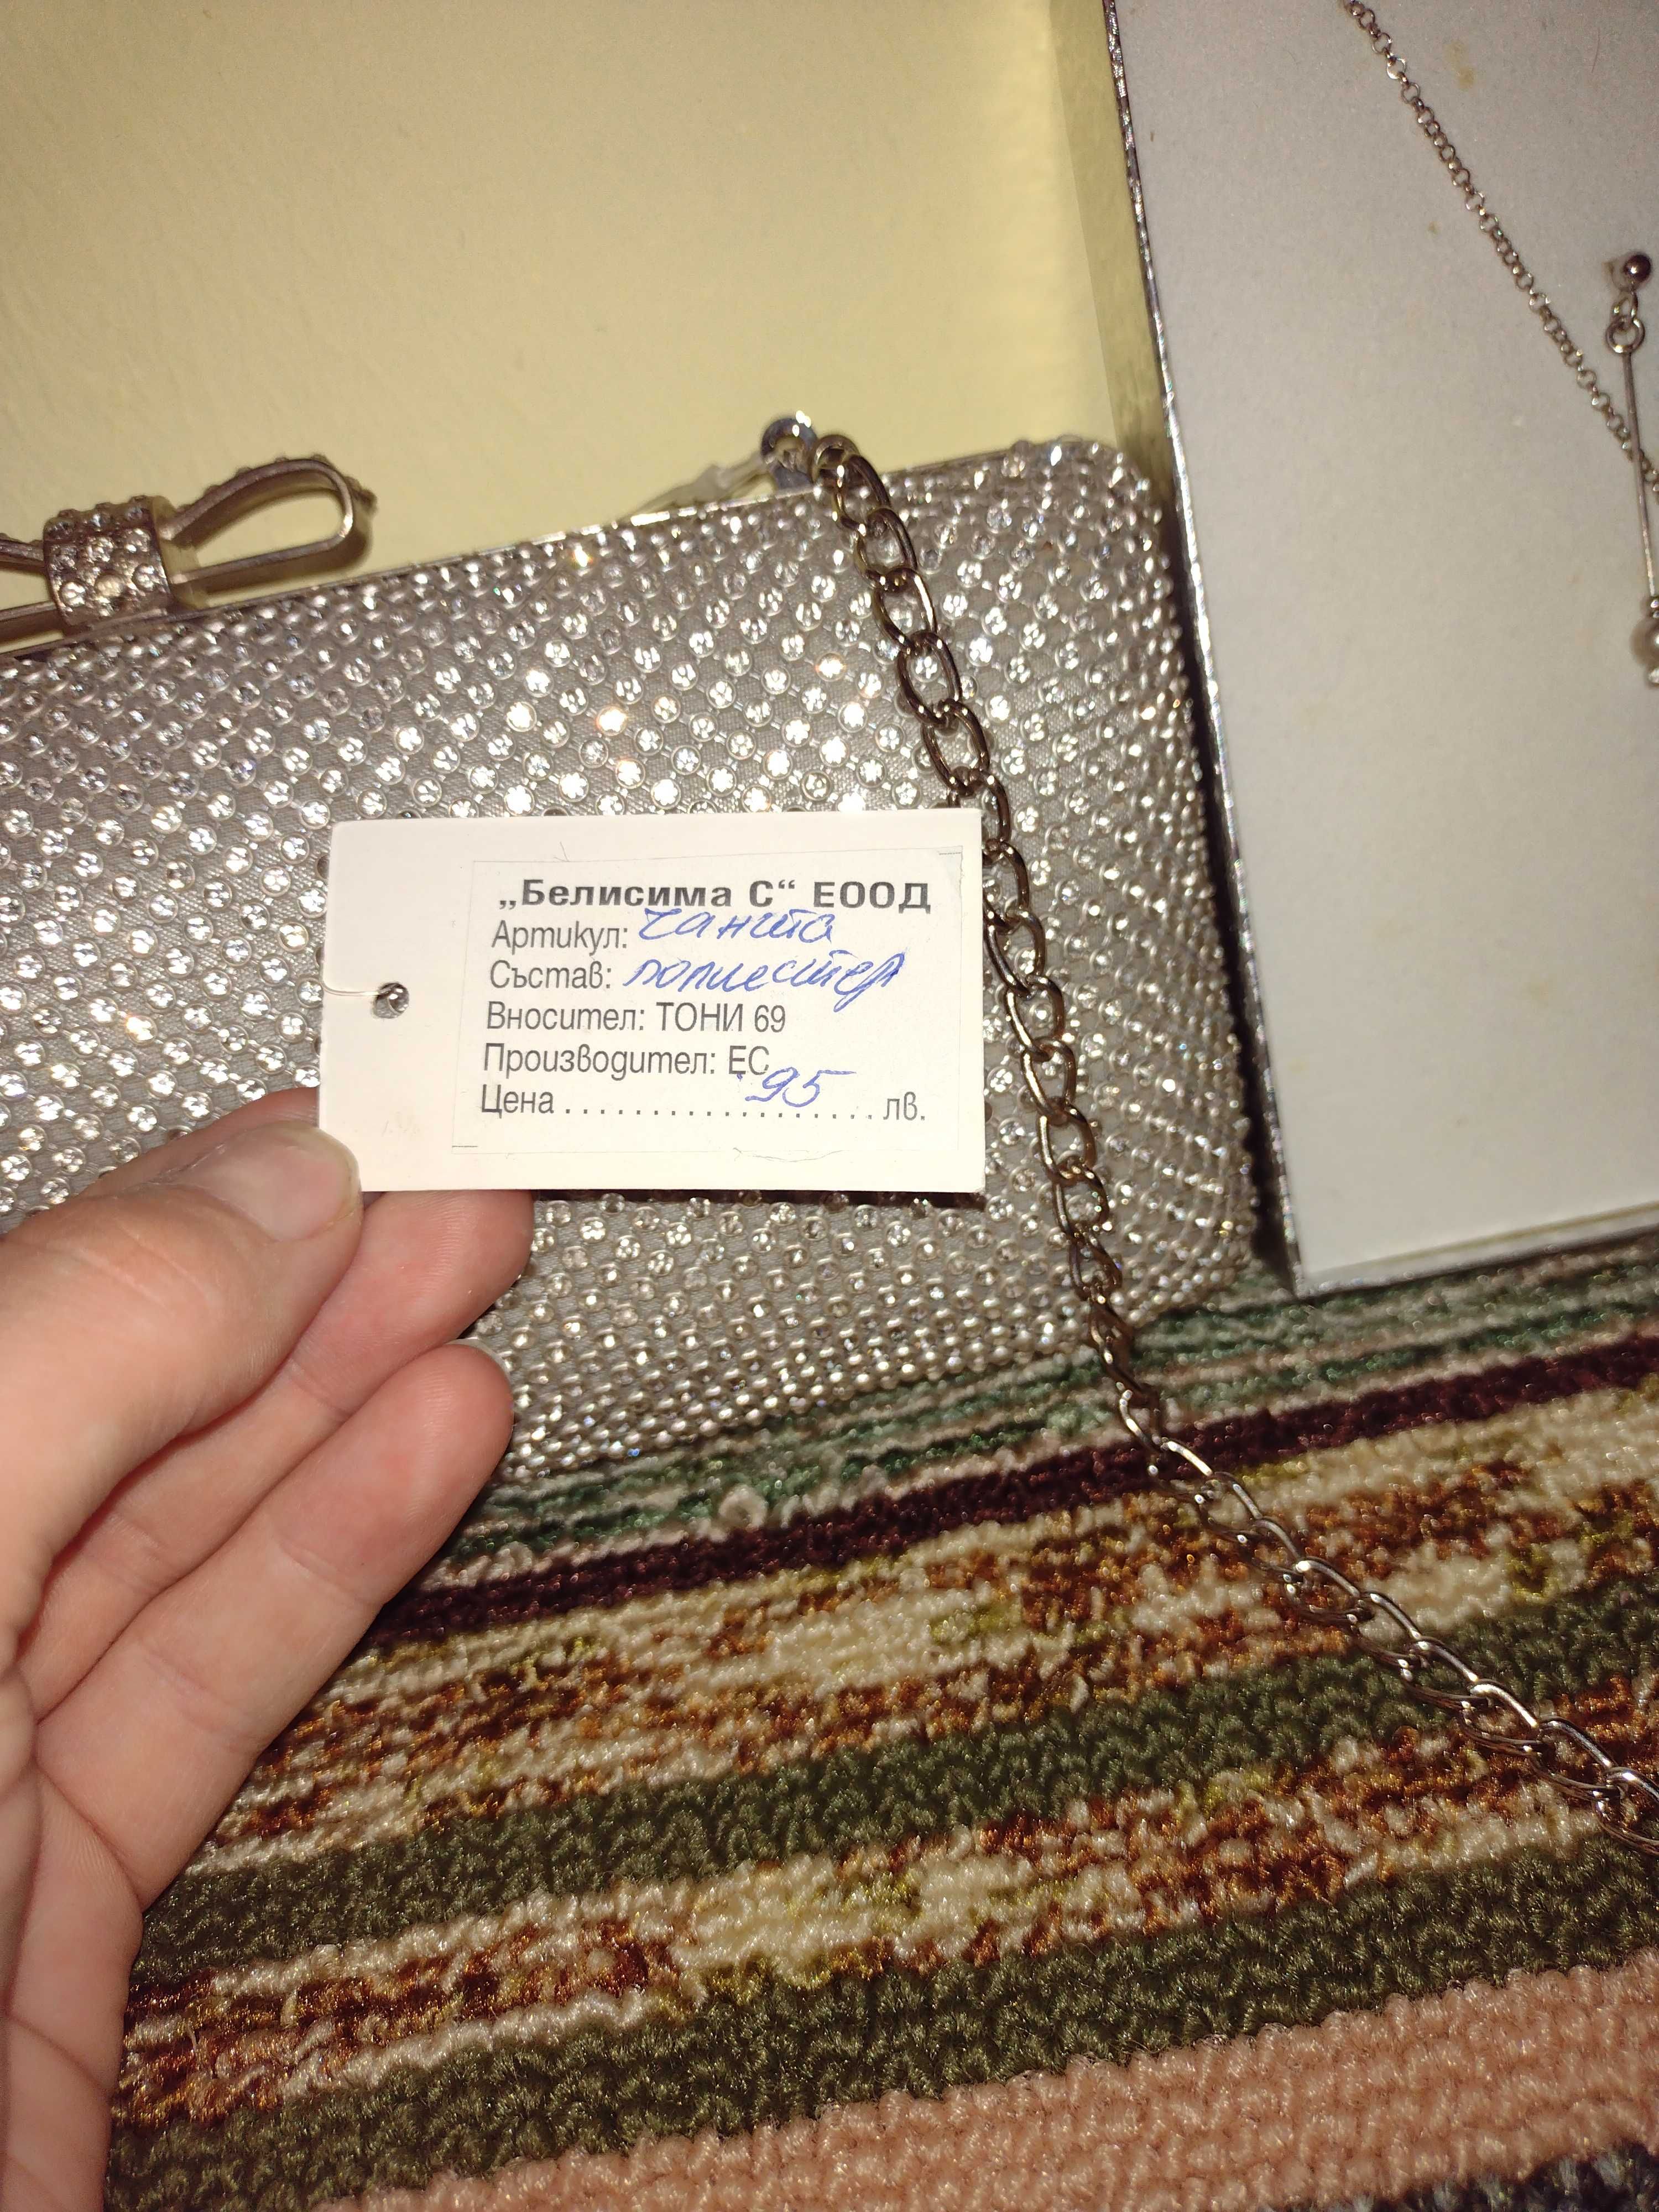 „Белисима С“ ЕООД
Артикул: чанта
Състав: полиестер
Вносител: ТОНИ 69
Производител: ЕС
Цена ................... 95 лв.